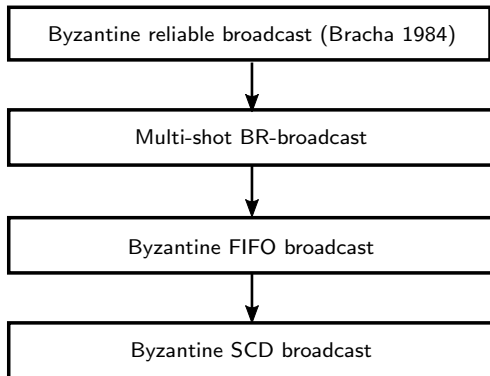 Byzantine reliable broadcast (Bracha 1984)
Multi-shot BR-broadcast
Byzantine FIFO broadcast
Byzantine SCD broadcast